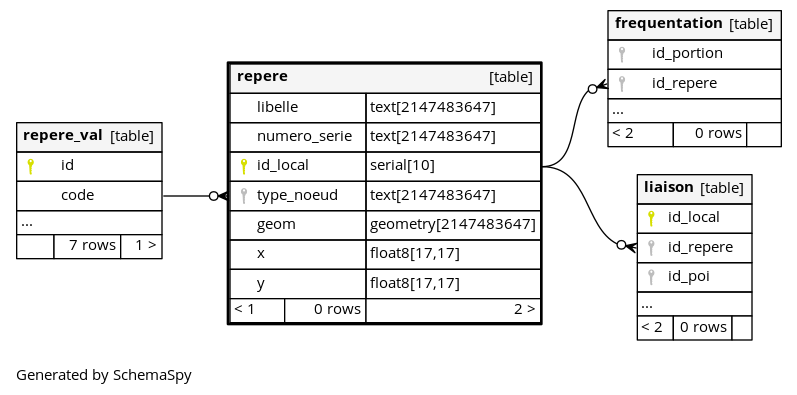 repere_val [table]
id
code
...
7 rows 1 >
repere [table]
libelle text[2147483647]
numero_serie text[2147483647]
id_local serial[10]
type_noeud text[2147483647]
geom geometry[2147483647]
x float8[17,17]
y float8[17,17]
< 1 0 rows 2 >
frequentation [table]
id_portion
id_repere
...
< 2 0 rows
liaison [table]
id_local
id_repere
id_poi
...
< 2 0 rows
Generated by SchemaSpy